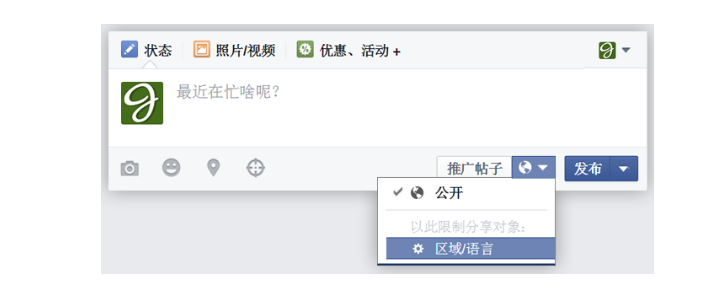 状态 照片/视频 优惠、活动 +
最近在忙啥呢?
推广帖子 发布
公开
以此限制分享对象:
区域/语言